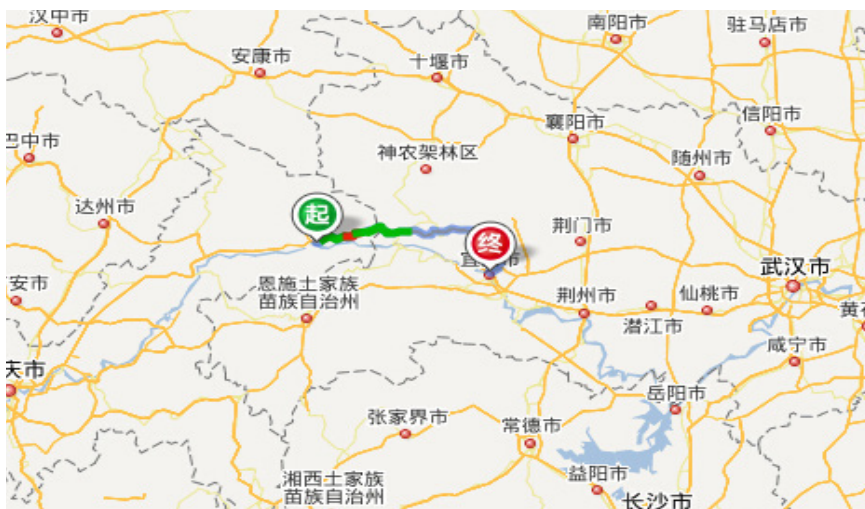 汉中市
南阳市
驻马店市
安康市
十堰市
襄阳市
信阳市
巴中市
神农架林区
随州市
达州市
起
荆门市
终
宜
市
安市
恩施土家族
苗族自治州
武汉市
荆州市
仙桃市
潜江市
黄石
咸宁市
庆市
岳阳市
张家界市
常德市
湘西土家族
苗族自治州
益阳市
长沙市